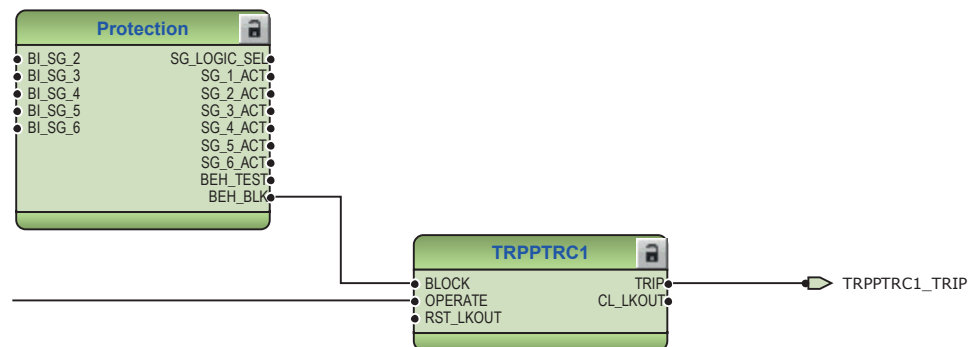 Protection
BI_SG_2 SG_LOGIC_SEL
BI_SG_3 SG_1_ACT
BI_SG_4 SG_2_ACT
BI_SG_5 SG_3_ACT
BI_SG_6 SG_4_ACT
SG_5_ACT
SG_6_ACT
BEH_TEST
BEH_BLK
TRPPTRC1
BLOCK TRIP
OPERATE CL_LKOUT
RST_LKOUT
TRPPTRC1_TRIP